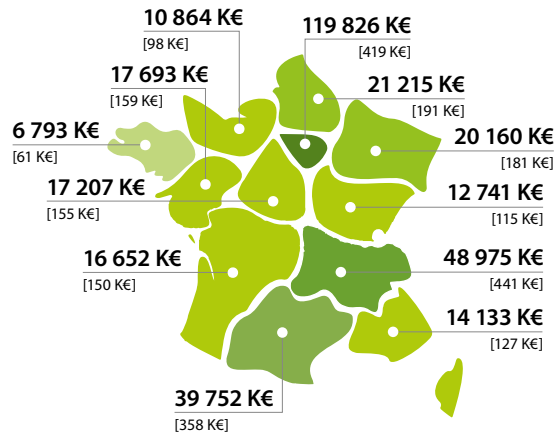 10 864 K€
[98 K€]
119 826 K€
[419 K€]
17 693 K€
[159 K€]
21 215 K€
[191 K€]
6 793 K€
[61 K€]
20 160 K€
[181 K€]
17 207 K€
[155 K€]
12 741 K€
[115 K€]
16 652 K€
[150 K€]
48 975 K€
[441 K€]
14 133 K€
[127 K€]
39 752 K€
[358 K€]